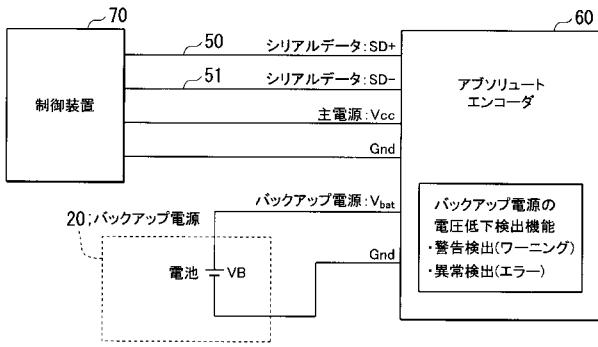 70
60
50
シリアルデータ:SD+
51
シリアルデータ:SD−
制御装置
主電源:Vcc
Gnd
アブソリュート
エンコーダ
バックアップ電源:Vbat
20;バックアップ電源
電池
VB
Gnd
バックアップ電源の
電圧低下検出機能
・警告検出(ワーニング)
・異常検出(エラー)